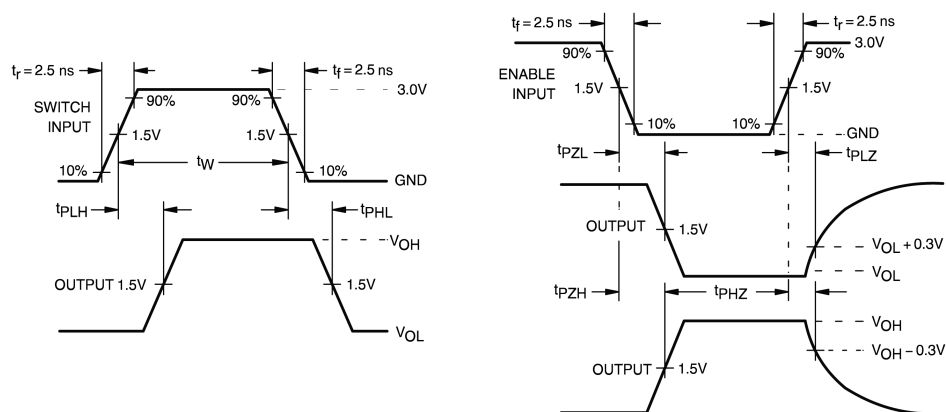 tr = 2.5 ns
tf = 2.5 ns
90%
90%
3.0V
SWITCH
INPUT
1.5V
1.5V
tW
10%
10%
GND
tPLH
tPHL
VOH
OUTPUT 1.5V
1.5V
VOL
tf = 2.5 ns
tr = 2.5 ns
3.0V
90%
90%
ENABLE
INPUT
1.5V
1.5V
10%
10%
GND
tPZL
tPLZ
OUTPUT
1.5V
VOL + 0.3V
VOL
tPZH
tPHZ
VOH
VOH – 0.3V
OUTPUT
1.5V